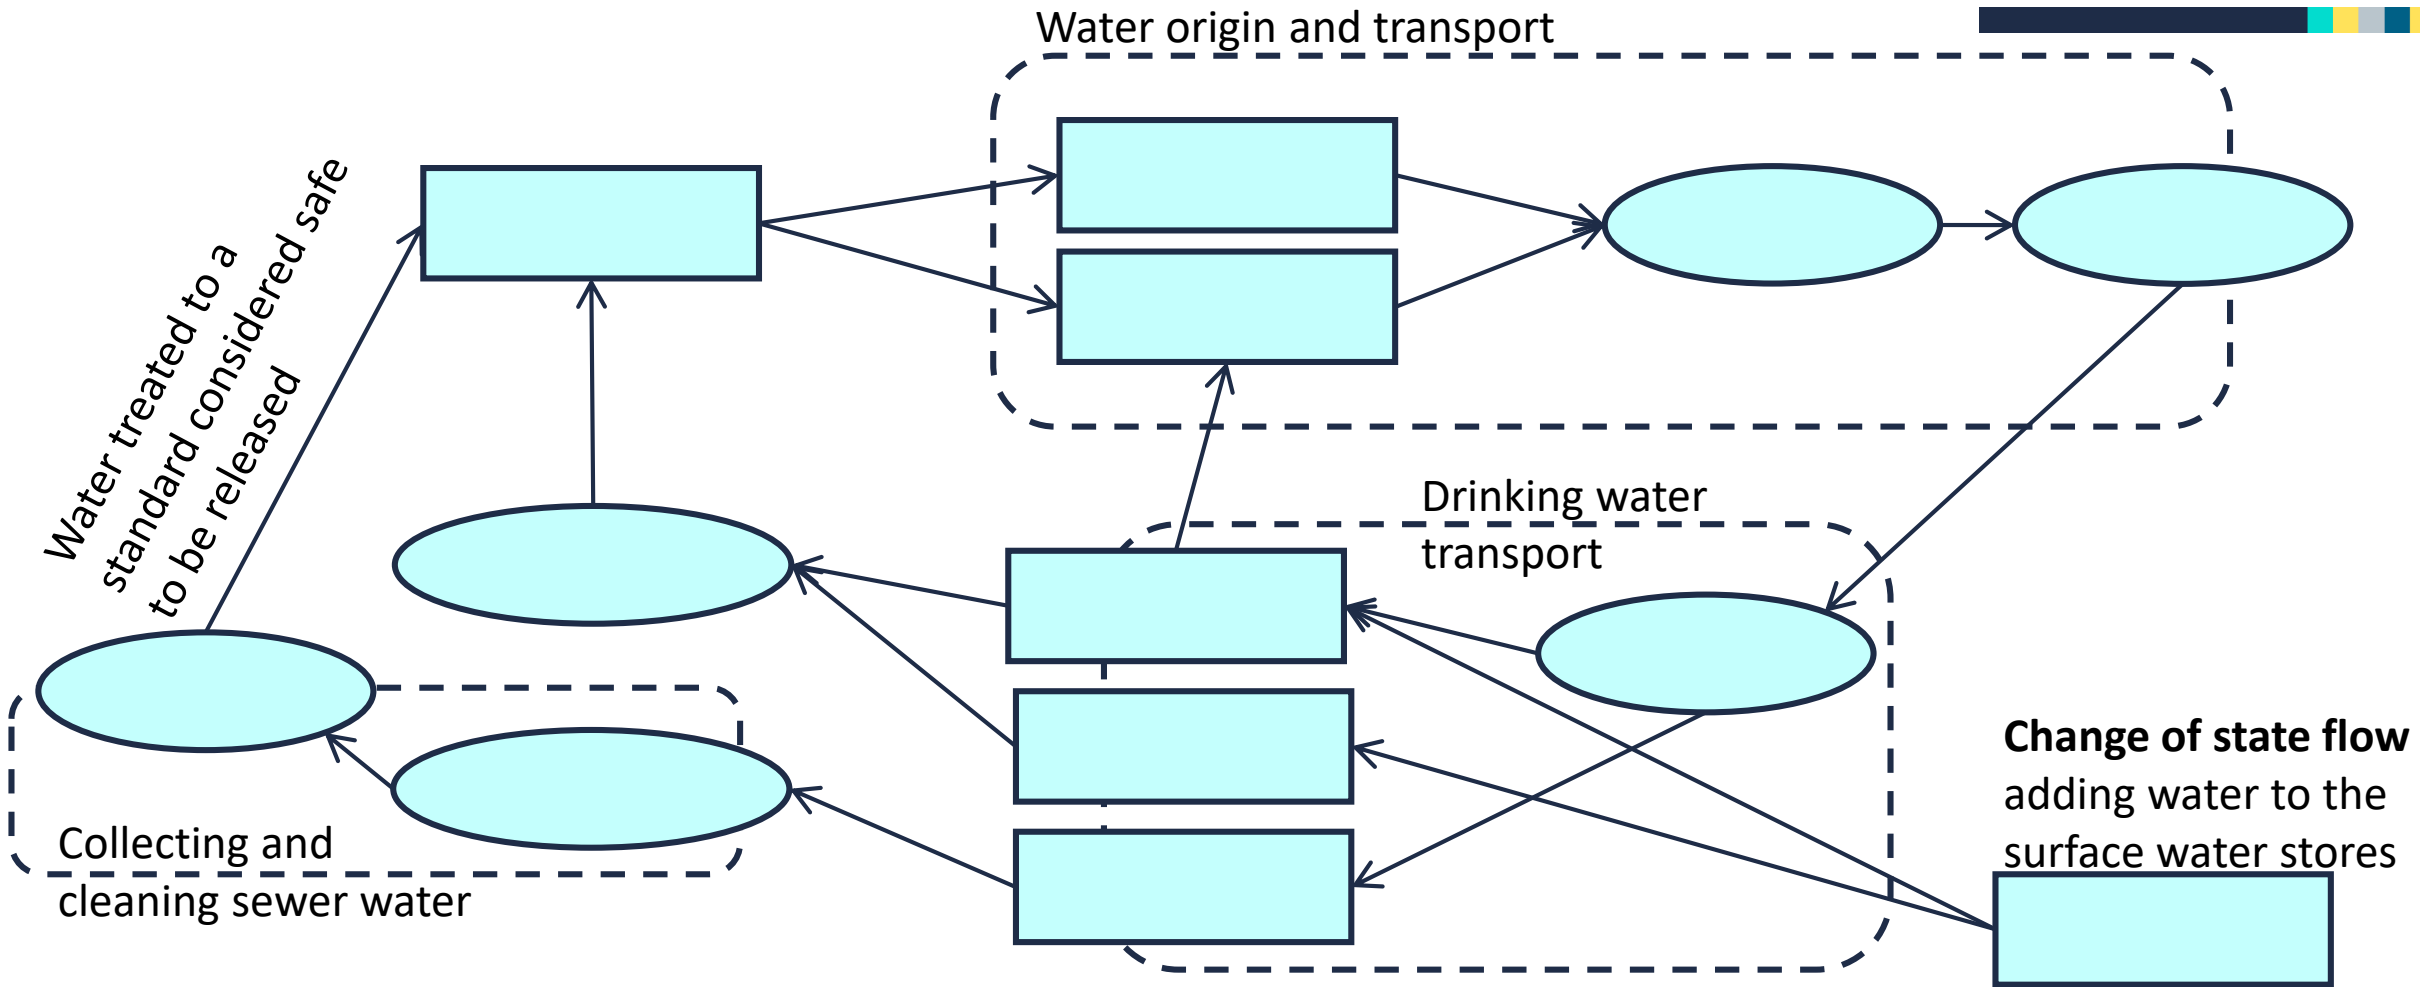 Water origin and transport
Water treated to a
standard considered safe
to be released
Drinking water
transport
Change of state flow
adding water to the
surface water stores
Collecting and
cleaning sewer water